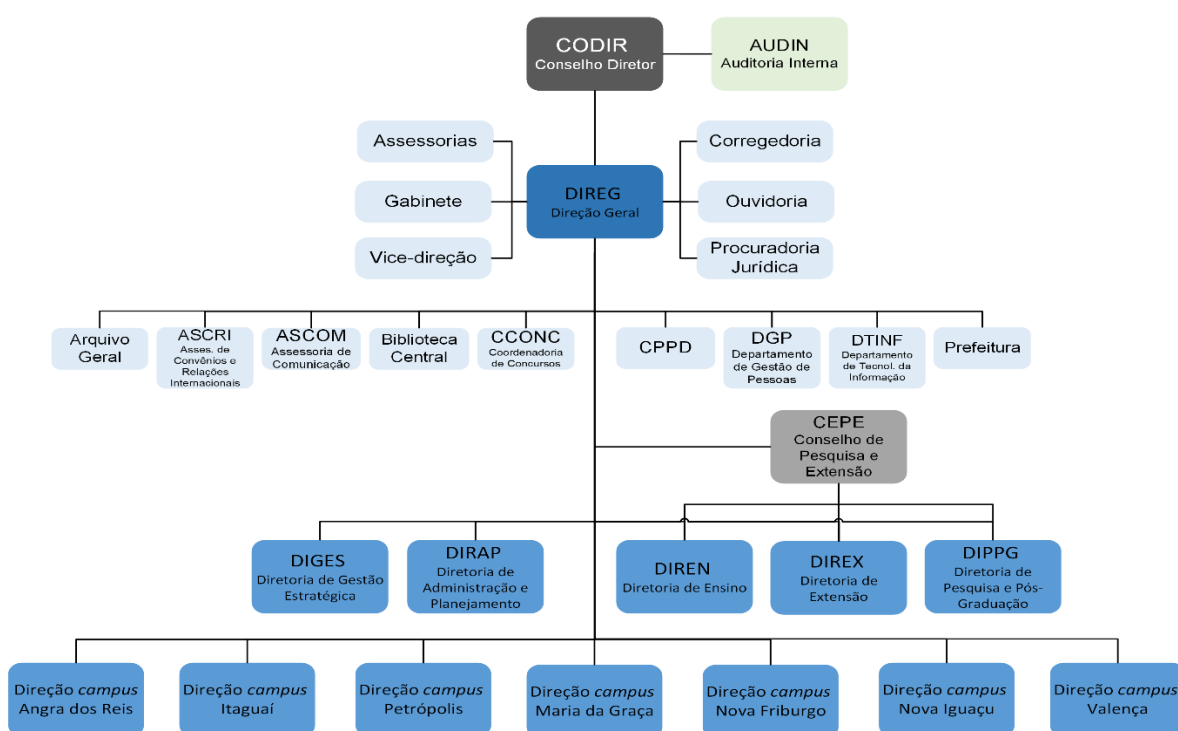 CODIR
Conselho Diretor
AUDIN
Auditoria Interna
Assessorias
Corregedoria
DIREG
Direção Geral
Gabinete
Ouvidoria
Vice-direção
Procuradoria
Jurídica
Arquivo
Geral
ASCRI
Asses. de
Convênios e
Relações
Internacionais
ASCOM
Assessoria de
Comunicação
Biblioteca
Central
CCONC
Coordenadoria
de Concursos
CPPD
DGP
Departamento
de Gestão de
Pessoas
DTINF
Departamento
de Tecnol. da
Informação
Prefeitura
CEPE
Conselho de
Pesquisa e
Extensão
DIGES
Diretoria de Gestão
Estratégica
DIRAP
Diretoria de
Administração e
Planejamento
DIREN
Diretoria de Ensino
DIREX
Diretoria de
Extensão
DIPPG
Diretoria de
Pesquisa e Pós-
Graduação
Direção campus
Angra dos Reis
Direção campus
Itaguaí
Direção campus
Petrópolis
Direção campus
Maria da Graça
Direção campus
Nova Friburgo
Direção campus
Nova Iguaçu
Direção campus
Valença